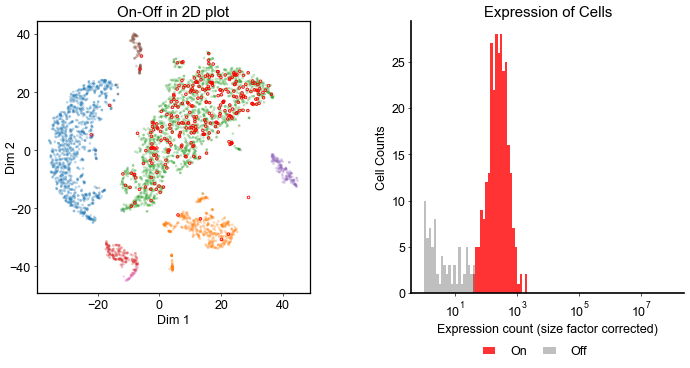 On-Off in 2D plot
40
20
0
−20
−40
Dim 2
−20
0
20
40
Dim 1
Expression of Cells
25
20
15
10
5
0
Cell Counts
10^1
10^3
10^5
10^7
Expression count (size factor corrected)
On
Off